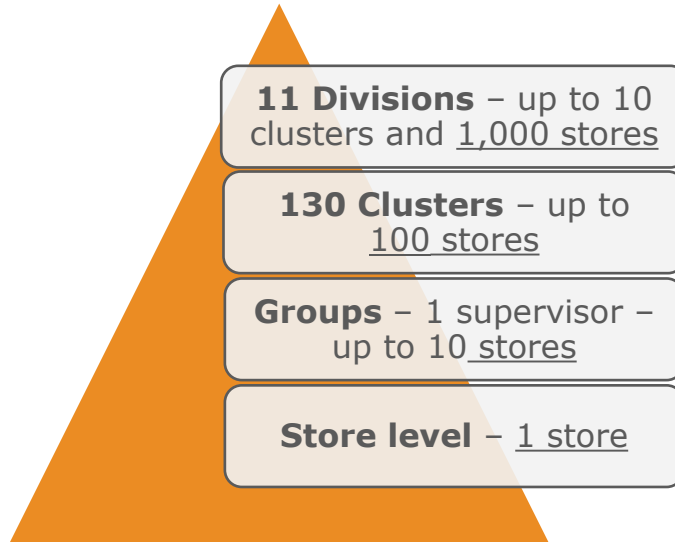 11 Divisions – up to 10
clusters and 1,000 stores
130 Clusters – up to
100 stores
Groups – 1 supervisor –
up to 10 stores
Store level – 1 store